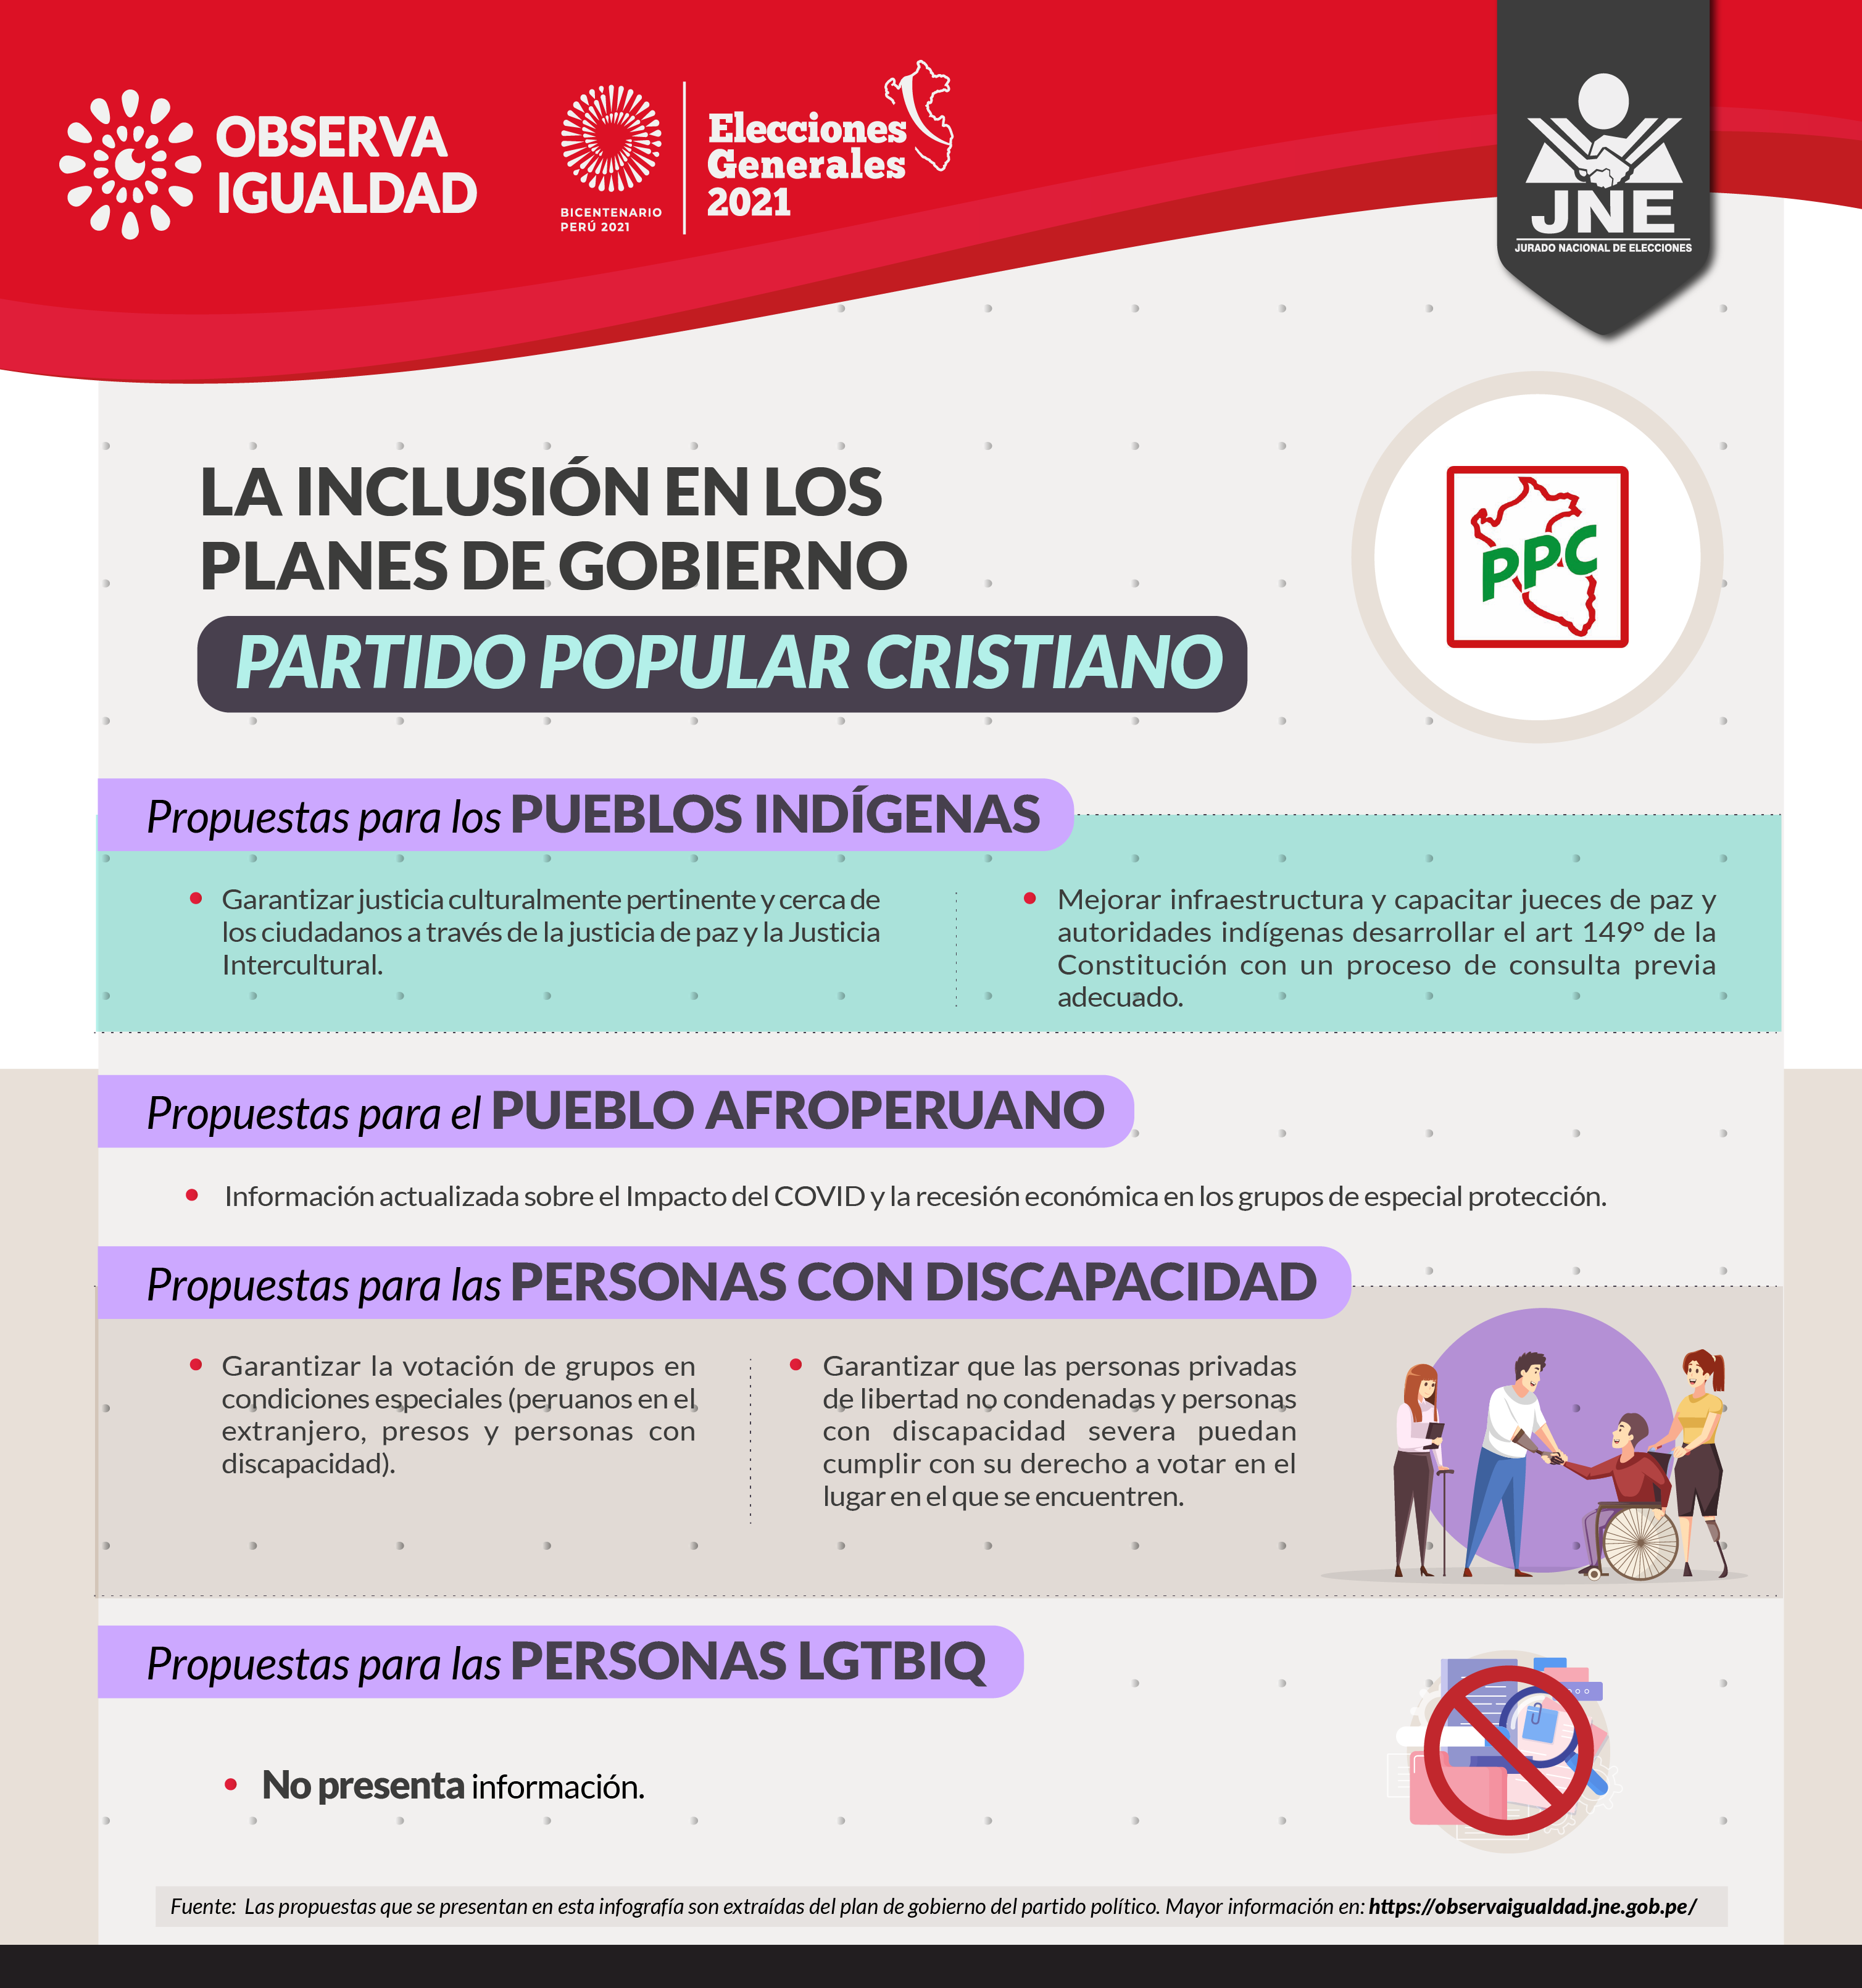 OBSERVA
IGUALDAD
BICENTENARIO
PERÚ 2021
Elecciones
Generales
2021
JNE
JURADO NACIONAL DE ELECCIONES
LA INCLUSIÓN EN LOS
PLANES DE GOBIERNO
PARTIDO POPULAR CRISTIANO
PPC
Propuestas para los PUEBLOS INDÍGENAS
Garantizar justicia culturalmente pertinente y cerca de
los ciudadanos a través de la justicia de paz y la Justicia
Intercultural.
Mejorar infraestructura y capacitar jueces de paz y
autoridades indígenas desarrollar el art 149° de la
Constitución con un proceso de consulta previa
adecuado.
Propuestas para el PUEBLO AFROPERUANO
Información actualizada sobre el Impacto del COVID y la recesión económica en los grupos de especial protección.
Propuestas para las PERSONAS CON DISCAPACIDAD
Garantizar la votación de grupos en
condiciones especiales (peruanos en el
extranjero, presos y personas con
discapacidad).
Garantizar que las personas privadas
de libertad no condenadas y personas
con discapacidad severa puedan
cumplir con su derecho a votar en el
lugar en el que se encuentren.
Propuestas para las PERSONAS LGTBIQ
No presenta información.
Fuente: Las propuestas que se presentan en esta infografía son extraídas del plan de gobierno del partido político. Mayor información en: https://observaigualdad.jne.gob.pe/